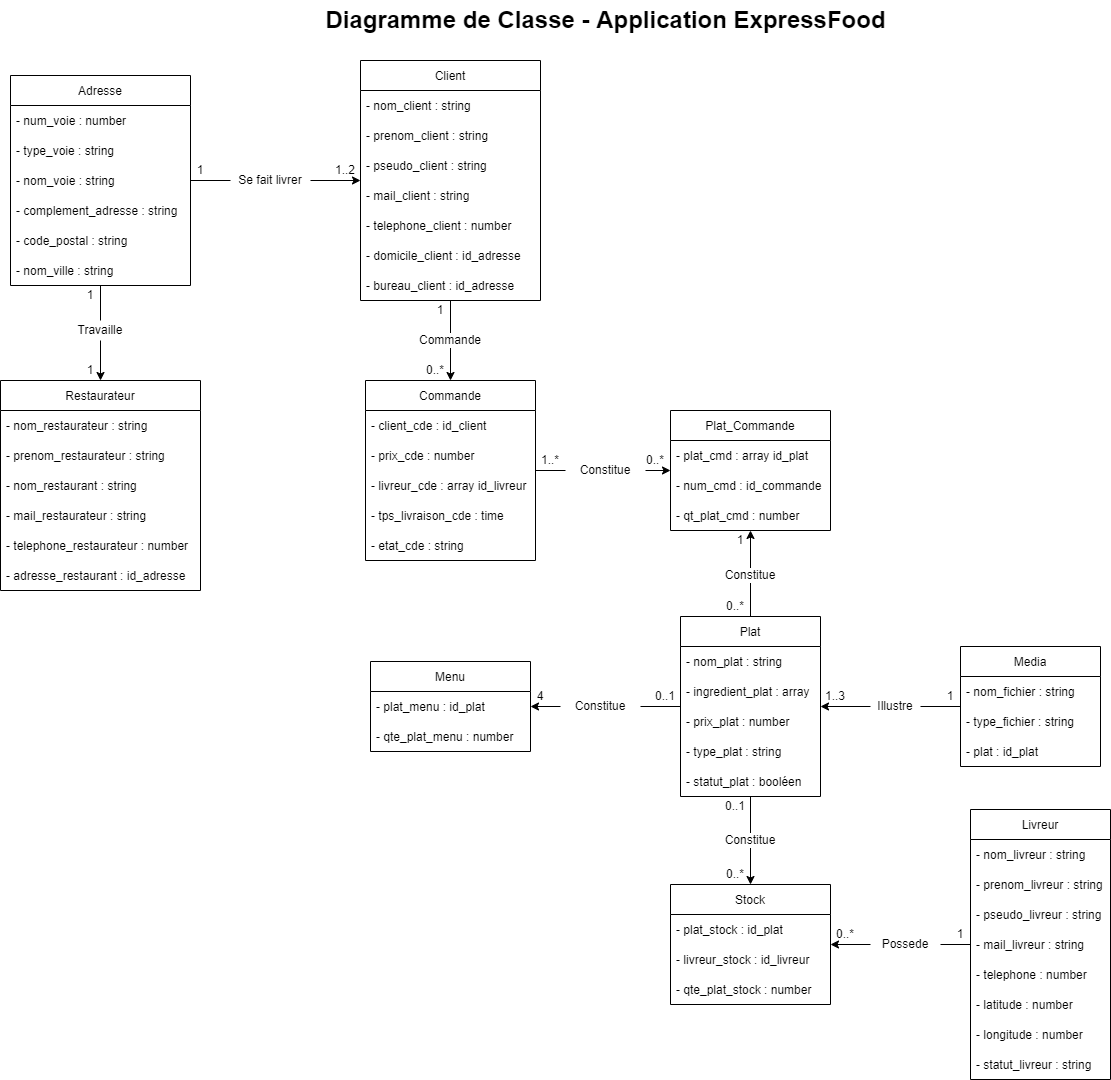 Diagramme de Classe - Application ExpressFood
Adresse
- num_voie : number
- type_voie : string
- nom_voie : string
- complement_adresse : string
- code_postal : string
- nom_ville : string
1
Se fait livrer
1..2
Client
- nom_client : string
- prenom_client : string
- pseudo_client : string
- mail_client : string
- telephone_client : number
- domicile_client : id_adresse
- bureau_client : id_adresse
1
Travaille
1
Restaurateur
- nom_restaurateur : string
- prenom_restaurateur : string
- nom_restaurant : string
- mail_restaurateur : string
- telephone_restaurateur : number
- adresse_restaurant : id_adresse
1
Commande
0..*
Commande
- client_cde : id_client
- prix_cde : number
- livreur_cde : array id_livreur
- tps_livraison_cde : time
- etat_cde : string
1..*
Constitue
0..*
Plat_Commande
- plat_cmd : array id_plat
- num_cmd : id_commande
- qt_plat_cmd : number
1
Constitue
0..*
Plat
- nom_plat : string
- ingredient_plat : array
- prix_plat : number
- type_plat : string
- statut_plat : booléen
Menu
- plat_menu : id_plat
- qte_plat_menu : number
4
Constitue
0..1
1..3
Illustre
1
Media
- nom_fichier : string
- type_fichier : string
- plat : id_plat
0..1
Constitue
0..*
Stock
- plat_stock : id_plat
- livreur_stock : id_livreur
- qte_plat_stock : number
0..*
Possede
1
Livreur
- nom_livreur : string
- prenom_livreur : string
- pseudo_livreur : string
- mail_livreur : string
- telephone : number
- latitude : number
- longitude : number
- statut_livreur : string